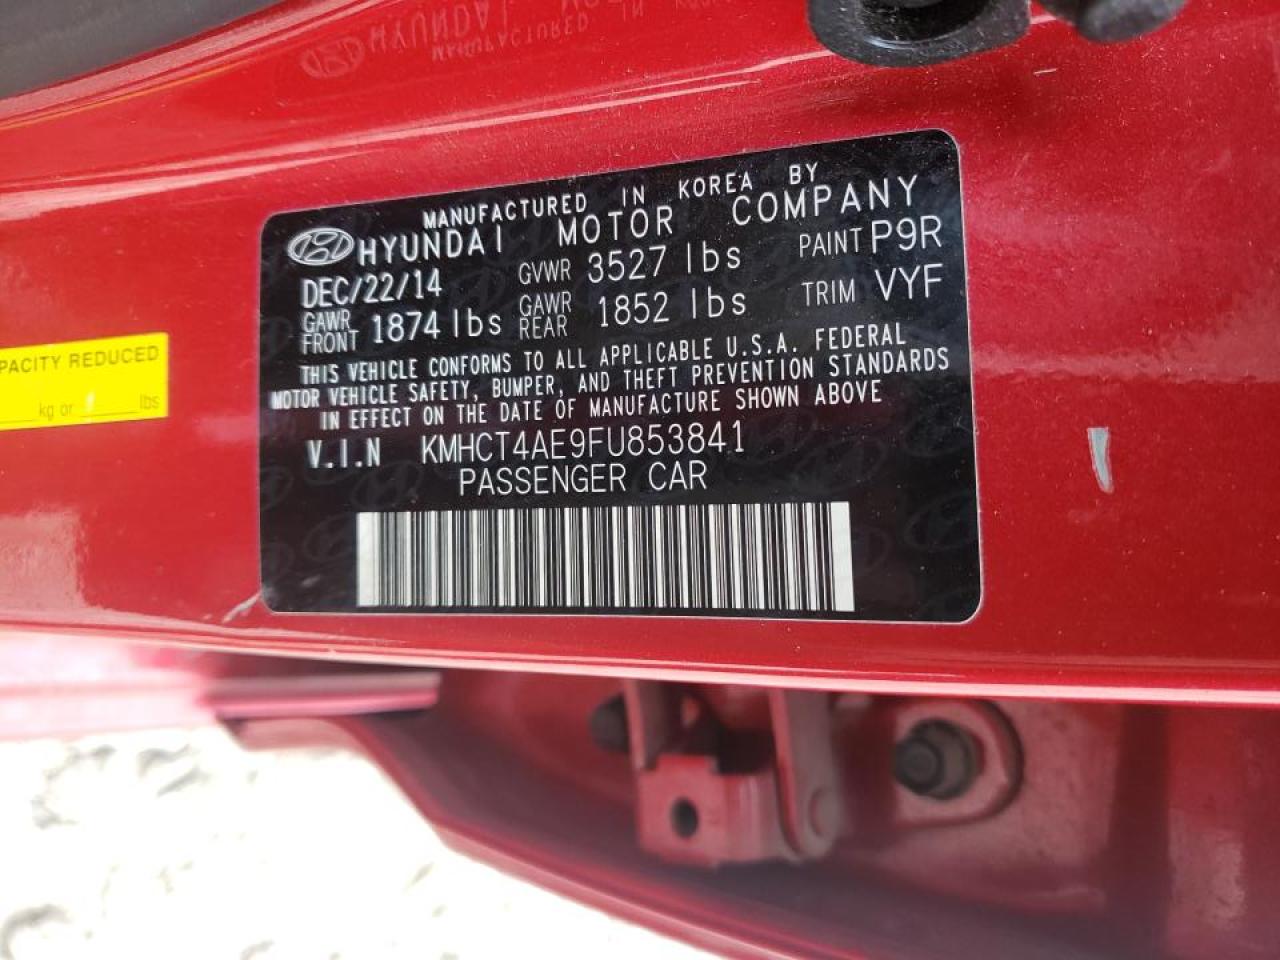 MANUFACTURED IN KOREA BY
HYUNDAI MOTOR COMPANY
DEC/22/14 GVWR 3527 lbs PAINT P9R
GAWR FRONT 1874 lbs GAWR REAR 1852 lbs TRIM VYF
THIS VEHICLE CONFORMS TO ALL APPLICABLE U.S.A. FEDERAL
MOTOR VEHICLE SAFETY, BUMPER, AND THEFT PREVENTION STANDARDS
IN EFFECT ON THE DATE OF MANUFACTURE SHOWN ABOVE
V.I.N KMHCT4AE9FU853841
PASSENGER CAR
PACITY REDUCED
kg or lbs